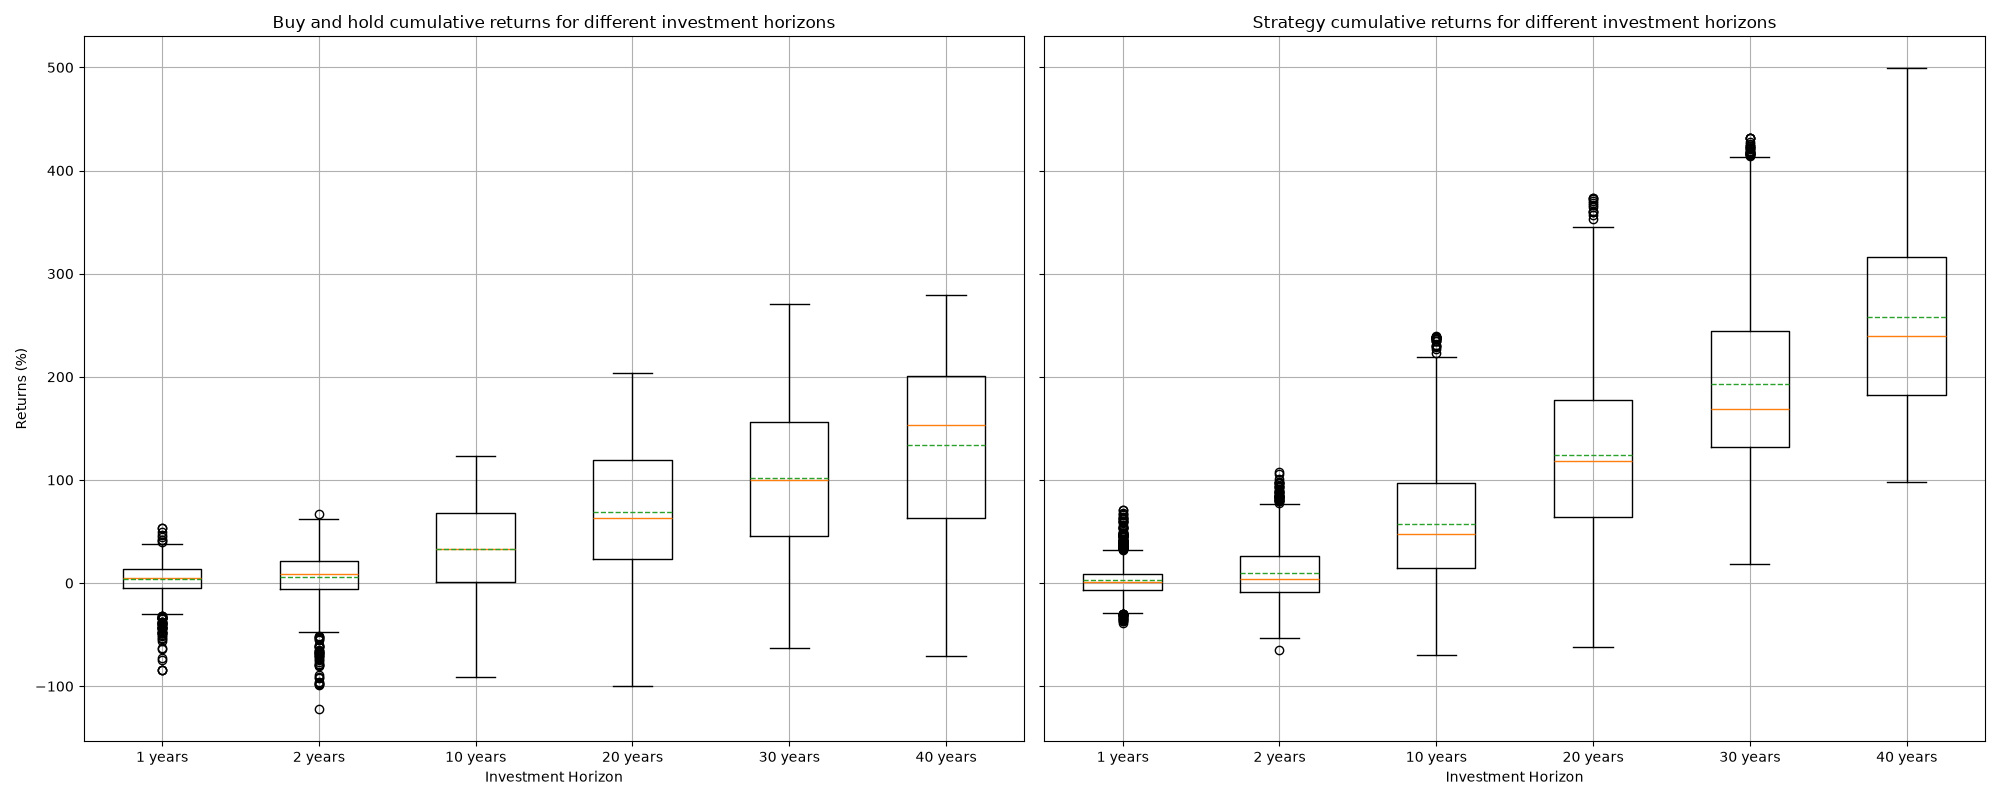 Buy and hold cumulative returns for different investment horizons
Strategy cumulative returns for different investment horizons
Returns (%)
500
400
300
200
100
0
−100
1 years 2 years 10 years 20 years 30 years 40 years
Investment Horizon
1 years 2 years 10 years 20 years 30 years 40 years
Investment Horizon